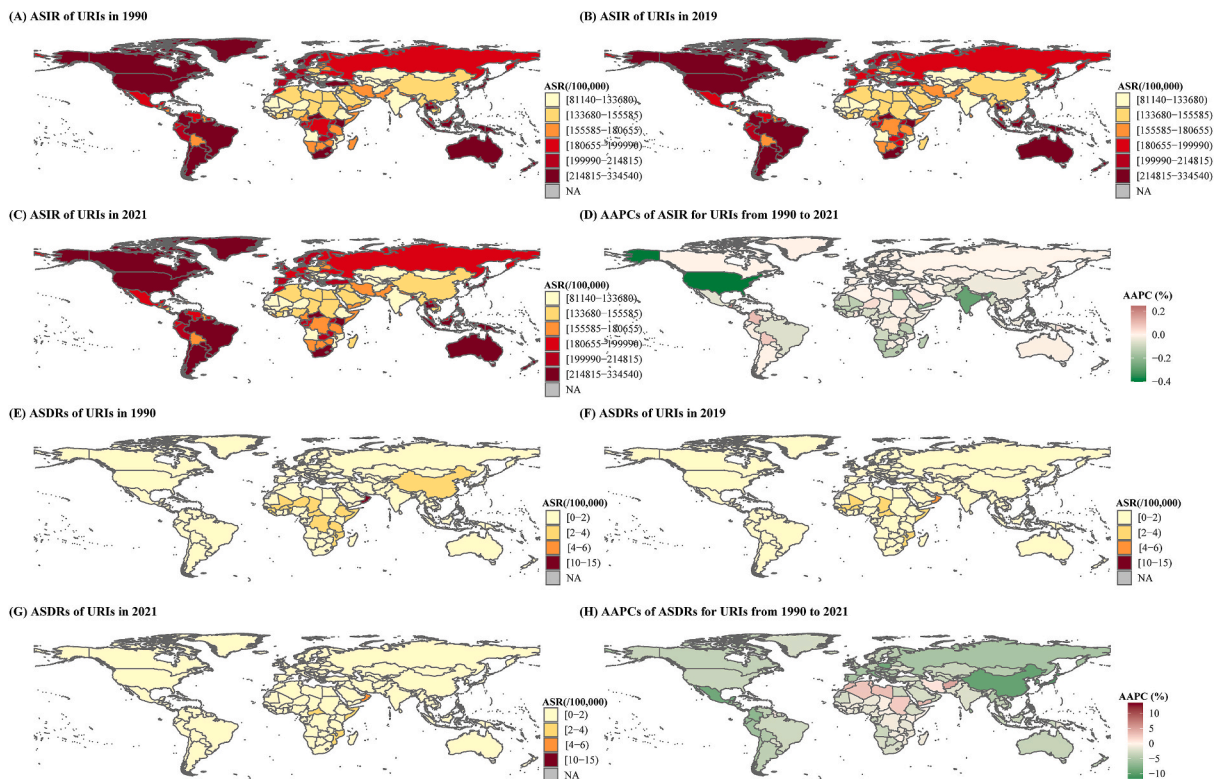 (A) ASIR of URIs in 1990
(B) ASIR of URIs in 2019
ASR(/100,000)
[81140−133680)
[133680−155585)
[155585−180655)
[180655−199990)
[199990−214815)
[214815−334540)
NA
ASR(/100,000)
[81140−133680)
[133680−155585)
[155585−180655)
[180655−199990)
[199990−214815)
[214815−334540)
NA
(C) ASIR of URIs in 2021
(D) AAPCs of ASIR for URIs from 1990 to 2021
ASR(/100,000)
[81140−133680)
[133680−155585)
[155585−180655)
[180655−199990)
[199990−214815)
[214815−334540)
NA
AAPC (%)
0.2
0.0
−0.2
−0.4
(E) ASDRs of URIs in 1990
(F) ASDRs of URIs in 2019
ASR(/100,000)
[0−2)
[2−4)
[4−6)
[10−15)
NA
ASR(/100,000)
[0−2)
[2−4)
[4−6)
[10−15)
NA
(G) ASDRs of URIs in 2021
(H) AAPCs of ASDRs for URIs from 1990 to 2021
ASR(/100,000)
[0−2)
[2−4)
[4−6)
[10−15)
NA
AAPC (%)
10
5
0
−5
−10